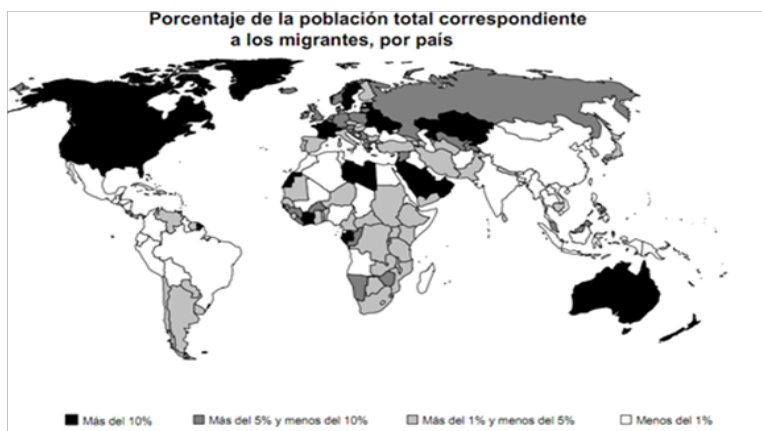 Porcentaje de la población total correspondiente
a los migrantes, por país
Más del 10%
Más del 5% y menos del 10%
Más del 1% y menos del 5%
Menos del 1%